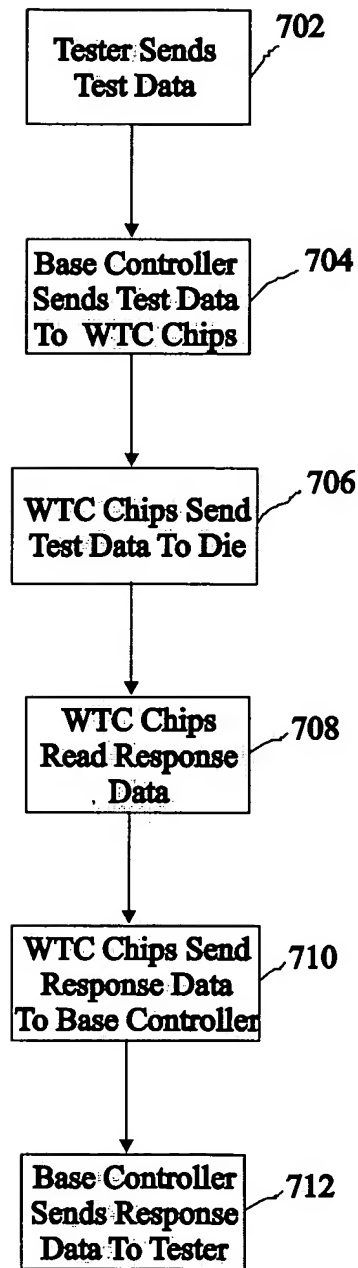 702
Tester Sends
Test Data
704
Base Controller
Sends Test Data
To WTC Chips
706
WTC Chips Send
Test Data To Die
708
WTC Chips
Read Response
Data
710
WTC Chips Send
Response Data
To Base Controller
712
Base Controller
Sends Response
Data To Tester